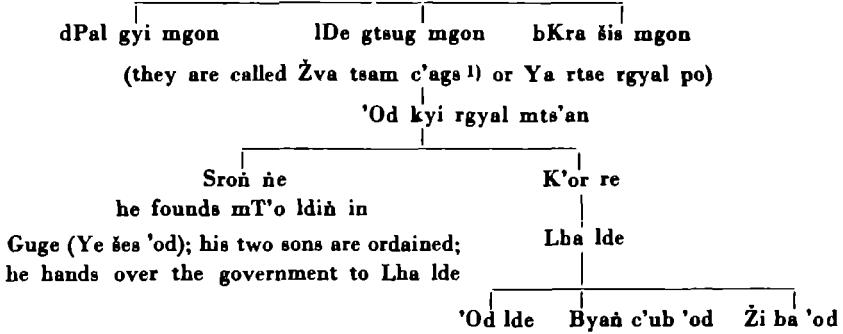 dPal gyi mgon lDe gtsug mgon bKra šis mgon
(they are called Žva tsam c'ags 1) or Ya rtse rgyal po)
'Od kyi rgyal mts'an
Sroṅ ṅe K'or re
he founds mT'o ldiṅ in
Guge (Ye šes 'od); his two sons are ordained; Lha lde
he hands over the government to Lha lde
'Od lde Byaṅ c'ub 'od Ži ba 'od